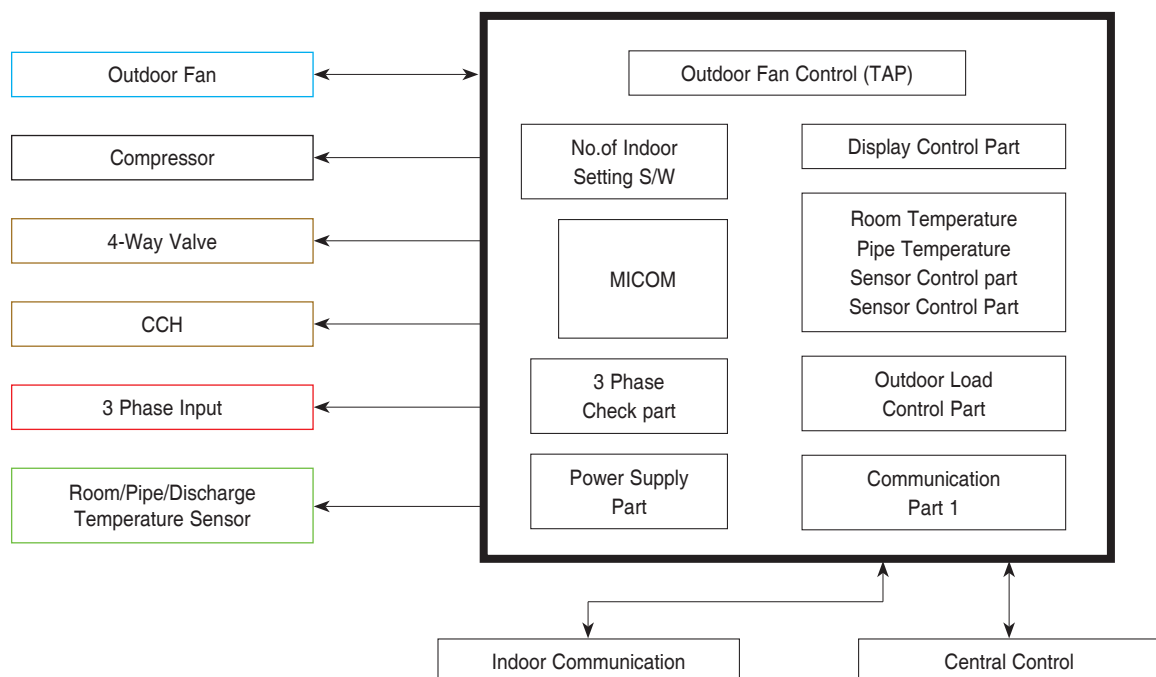 Outdoor Fan
Compressor
4-Way Valve
CCH
3 Phase Input
Room/Pipe/Discharge
Temperature Sensor
Outdoor Fan Control (TAP)
No.of Indoor
Setting S/W
Display Control Part
MICOM
Room Temperature
Pipe Temperature
Sensor Control part
Sensor Control Part
3 Phase
Check part
Outdoor Load
Control Part
Power Supply
Part
Communication
Part 1
Indoor Communication
Central Control